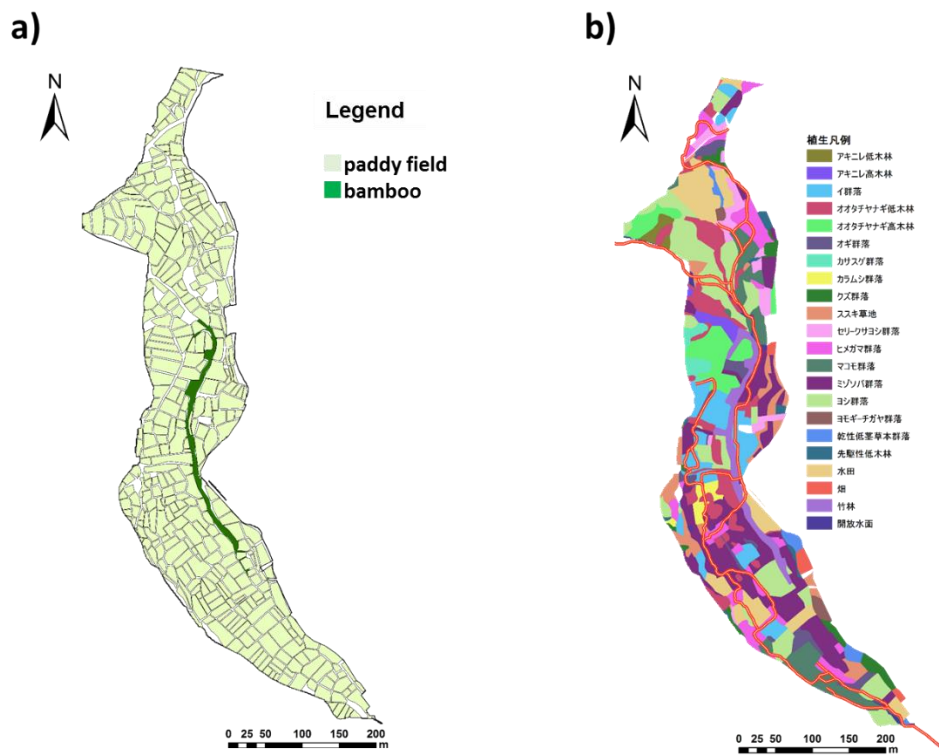 a)
b)
N
N
Legend
paddy field
bamboo
植生凡例
アキニレ低木林
アキニレ高木林
イ群落
オオタチヤナギ低木林
オオタチヤナギ高木林
オギ群落
カサスゲ群落
カラムシ群落
クズ群落
ススキ草地
セリークサヨシ群落
ヒメガマ群落
マコモ群落
ミゾソバ群落
ヨシ群落
ヨモギーチガヤ群落
乾性低茎草本群落
先駆性低木林
水田
畑
竹林
開放水面
0 25 50 100 150 200
m
0 25 50 100 150 200
m